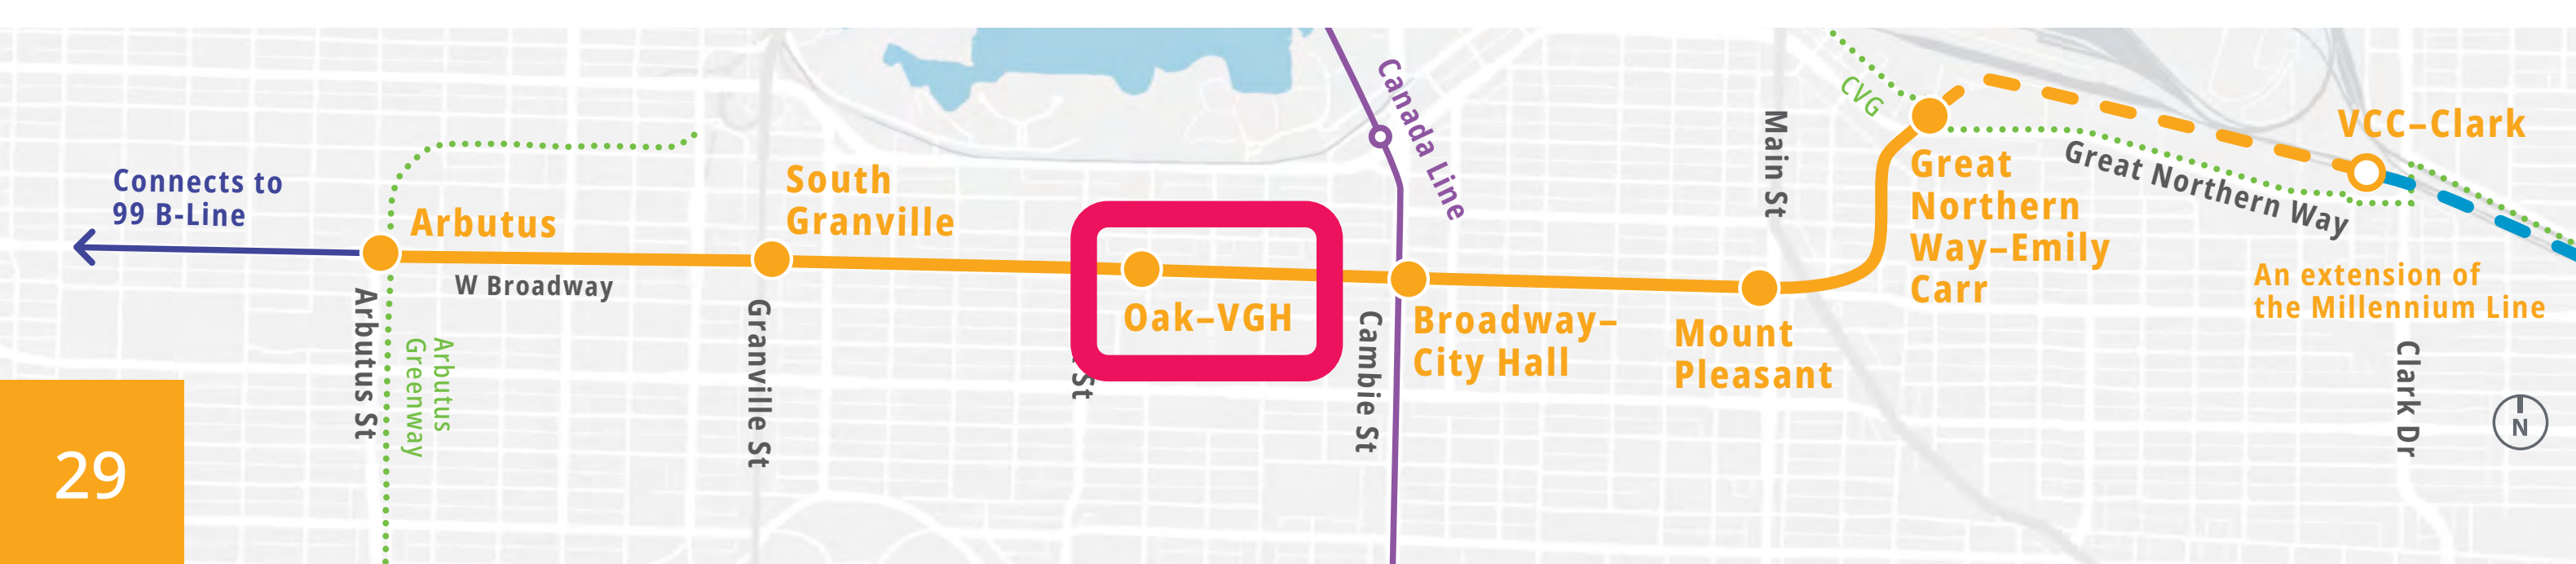 Connects to
99 B-Line
Arbutus
W Broadway
Arbutus St
Arbutus
Greenway
South
Granville
Granville St
Oak–VGH
St
Canada Line
Cambie St
Broadway–
City Hall
Main St
Mount
Pleasant
CVG
Great
Northern
Way–Emily
Carr
Great Northern Way
VCC–Clark
An extension of
the Millennium Line
Clark Dr
N
29